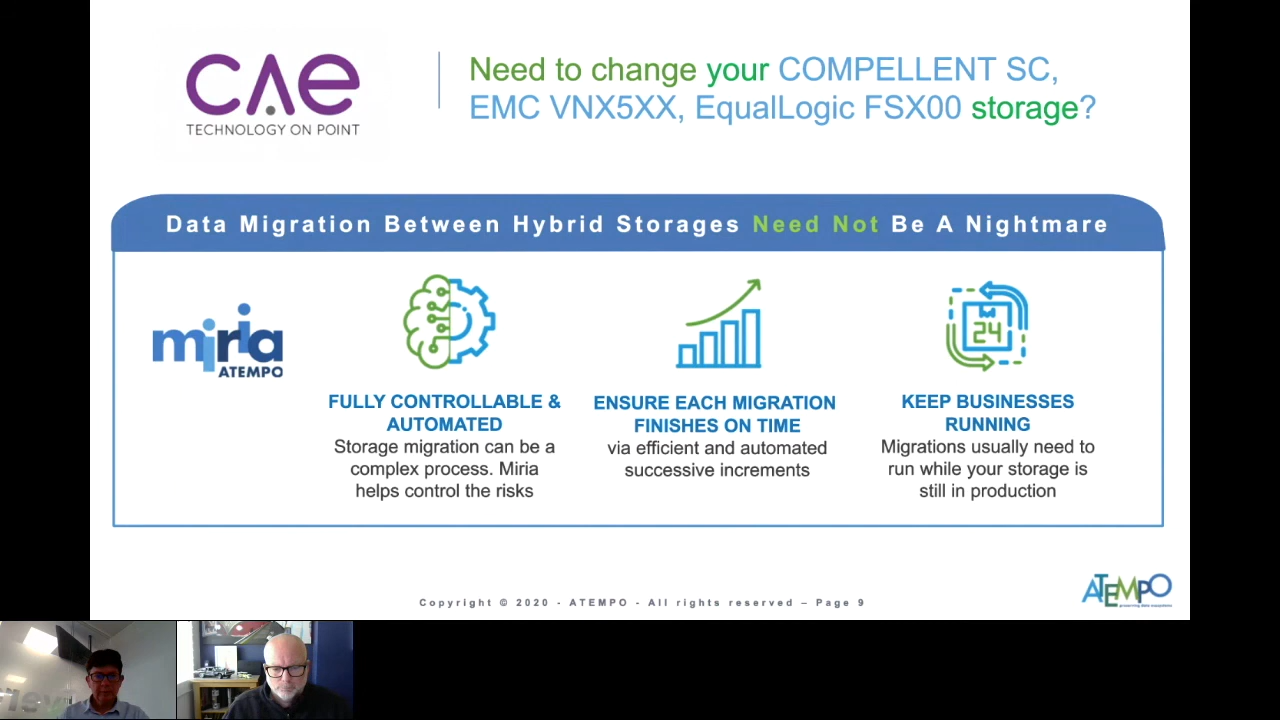 CAE
TECHNOLOGY ON POINT
Need to change your COMPELLENT SC,
EMC VNX5XX, EqualLogic FSX00 storage?
Data Migration Between Hybrid Storages Need Not Be A Nightmare
miria
ATEMPO
24
FULLY CONTROLLABLE &
AUTOMATED
Storage migration can be a
complex process. Miria
helps control the risks
ENSURE EACH MIGRATION
FINISHES ON TIME
via efficient and automated
successive increments
KEEP BUSINESSES
RUNNING
Migrations usually need to
run while your storage is
still in production
ATEMPO
Copyright © 2020 - ATEMPO - All rights reserved – Page 9